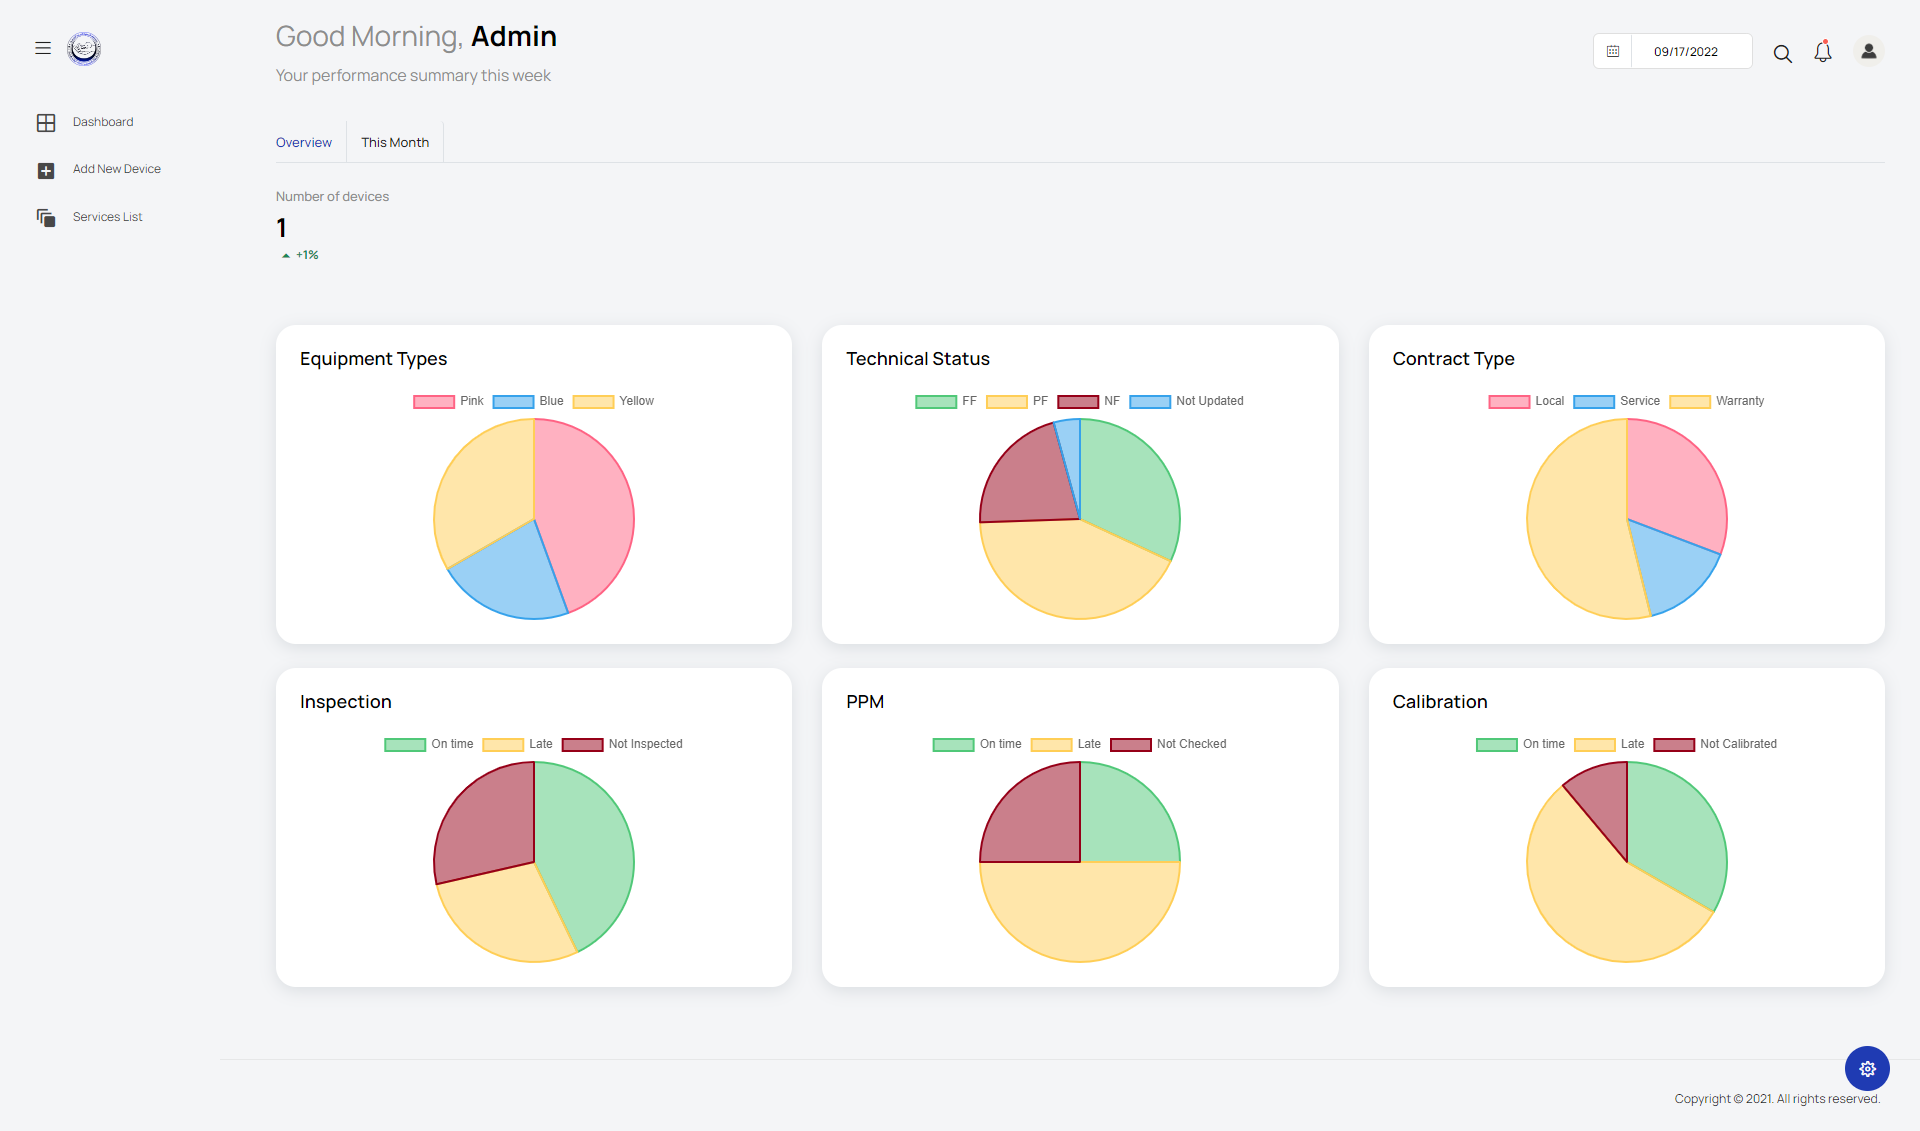 Good Morning, Admin
Your performance summary this week
09/17/2022
Dashboard
Add New Device
Services List
Overview
This Month
Number of devices
1
+1%
Equipment Types
Pink Blue Yellow
Technical Status
FF PF NF Not Updated
Contract Type
Local Service Warranty
Inspection
On time Late Not Inspected
PPM
On time Late Not Checked
Calibration
On time Late Not Calibrated
Copyright © 2021. All rights reserved.